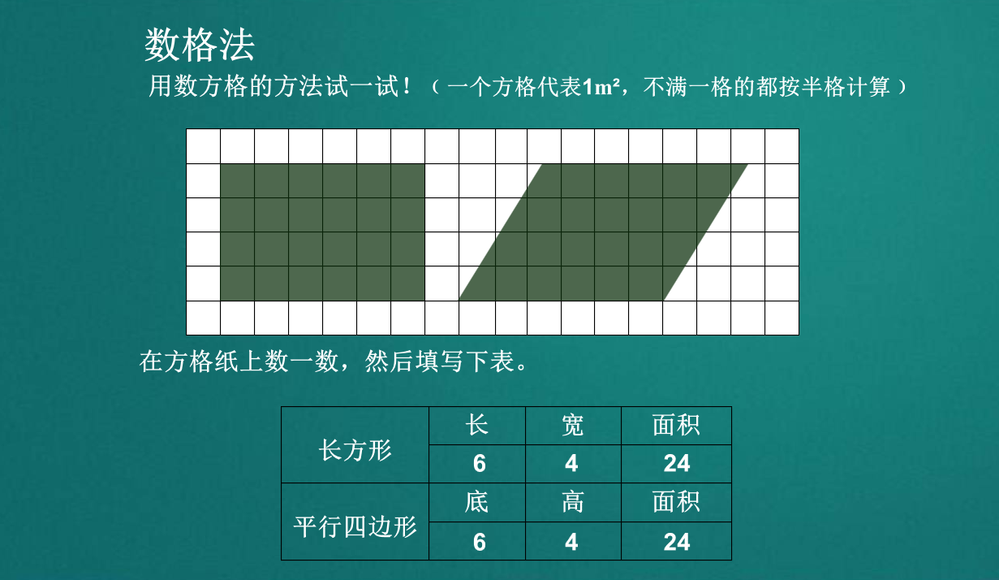 数格法
用数方格的方法试一试！（一个方格代表1m²，不满一格的都按半格计算）
在方格纸上数一数，然后填写下表。
长方形
长 宽 面积
6 4 24
平行四边形
底 高 面积
6 4 24